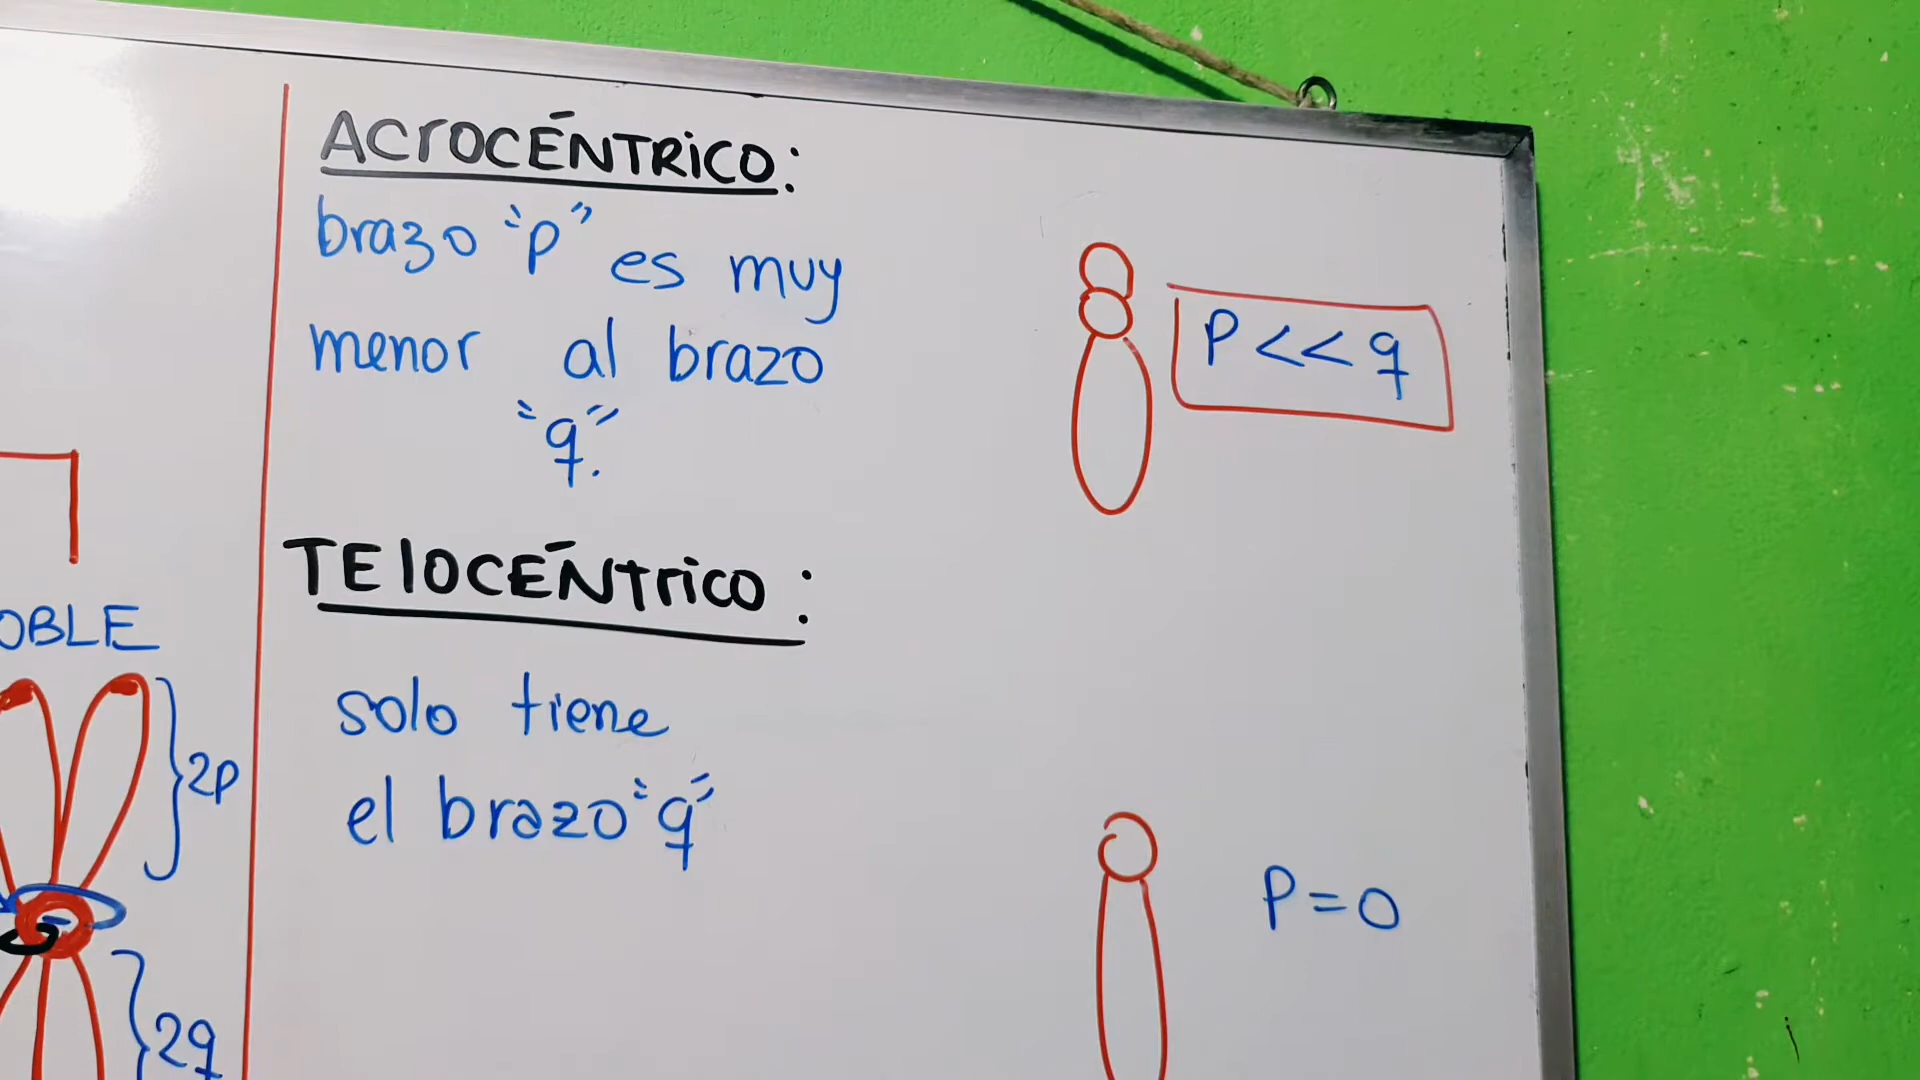 ACrOCÉNTRiCO:
brazo "p" es muy
menor al brazo
"q".
P << q
TElOCÉNtriCO:
solo tiene
el brazo "q"
P = 0
OBLE
2p
2q